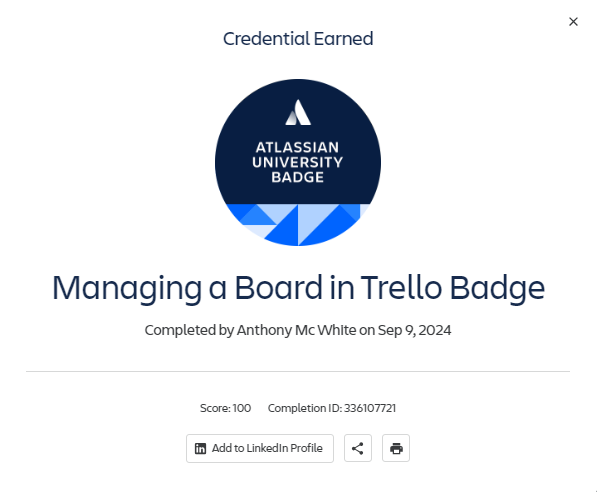 Credential Earned
ATLASSIAN
UNIVERSITY
BADGE
Managing a Board in Trello Badge
Completed by Anthony Mc WhIte on Sep 9, 2024
Score: 100 Completion ID: 336107721
Add to LinkedIn Profile